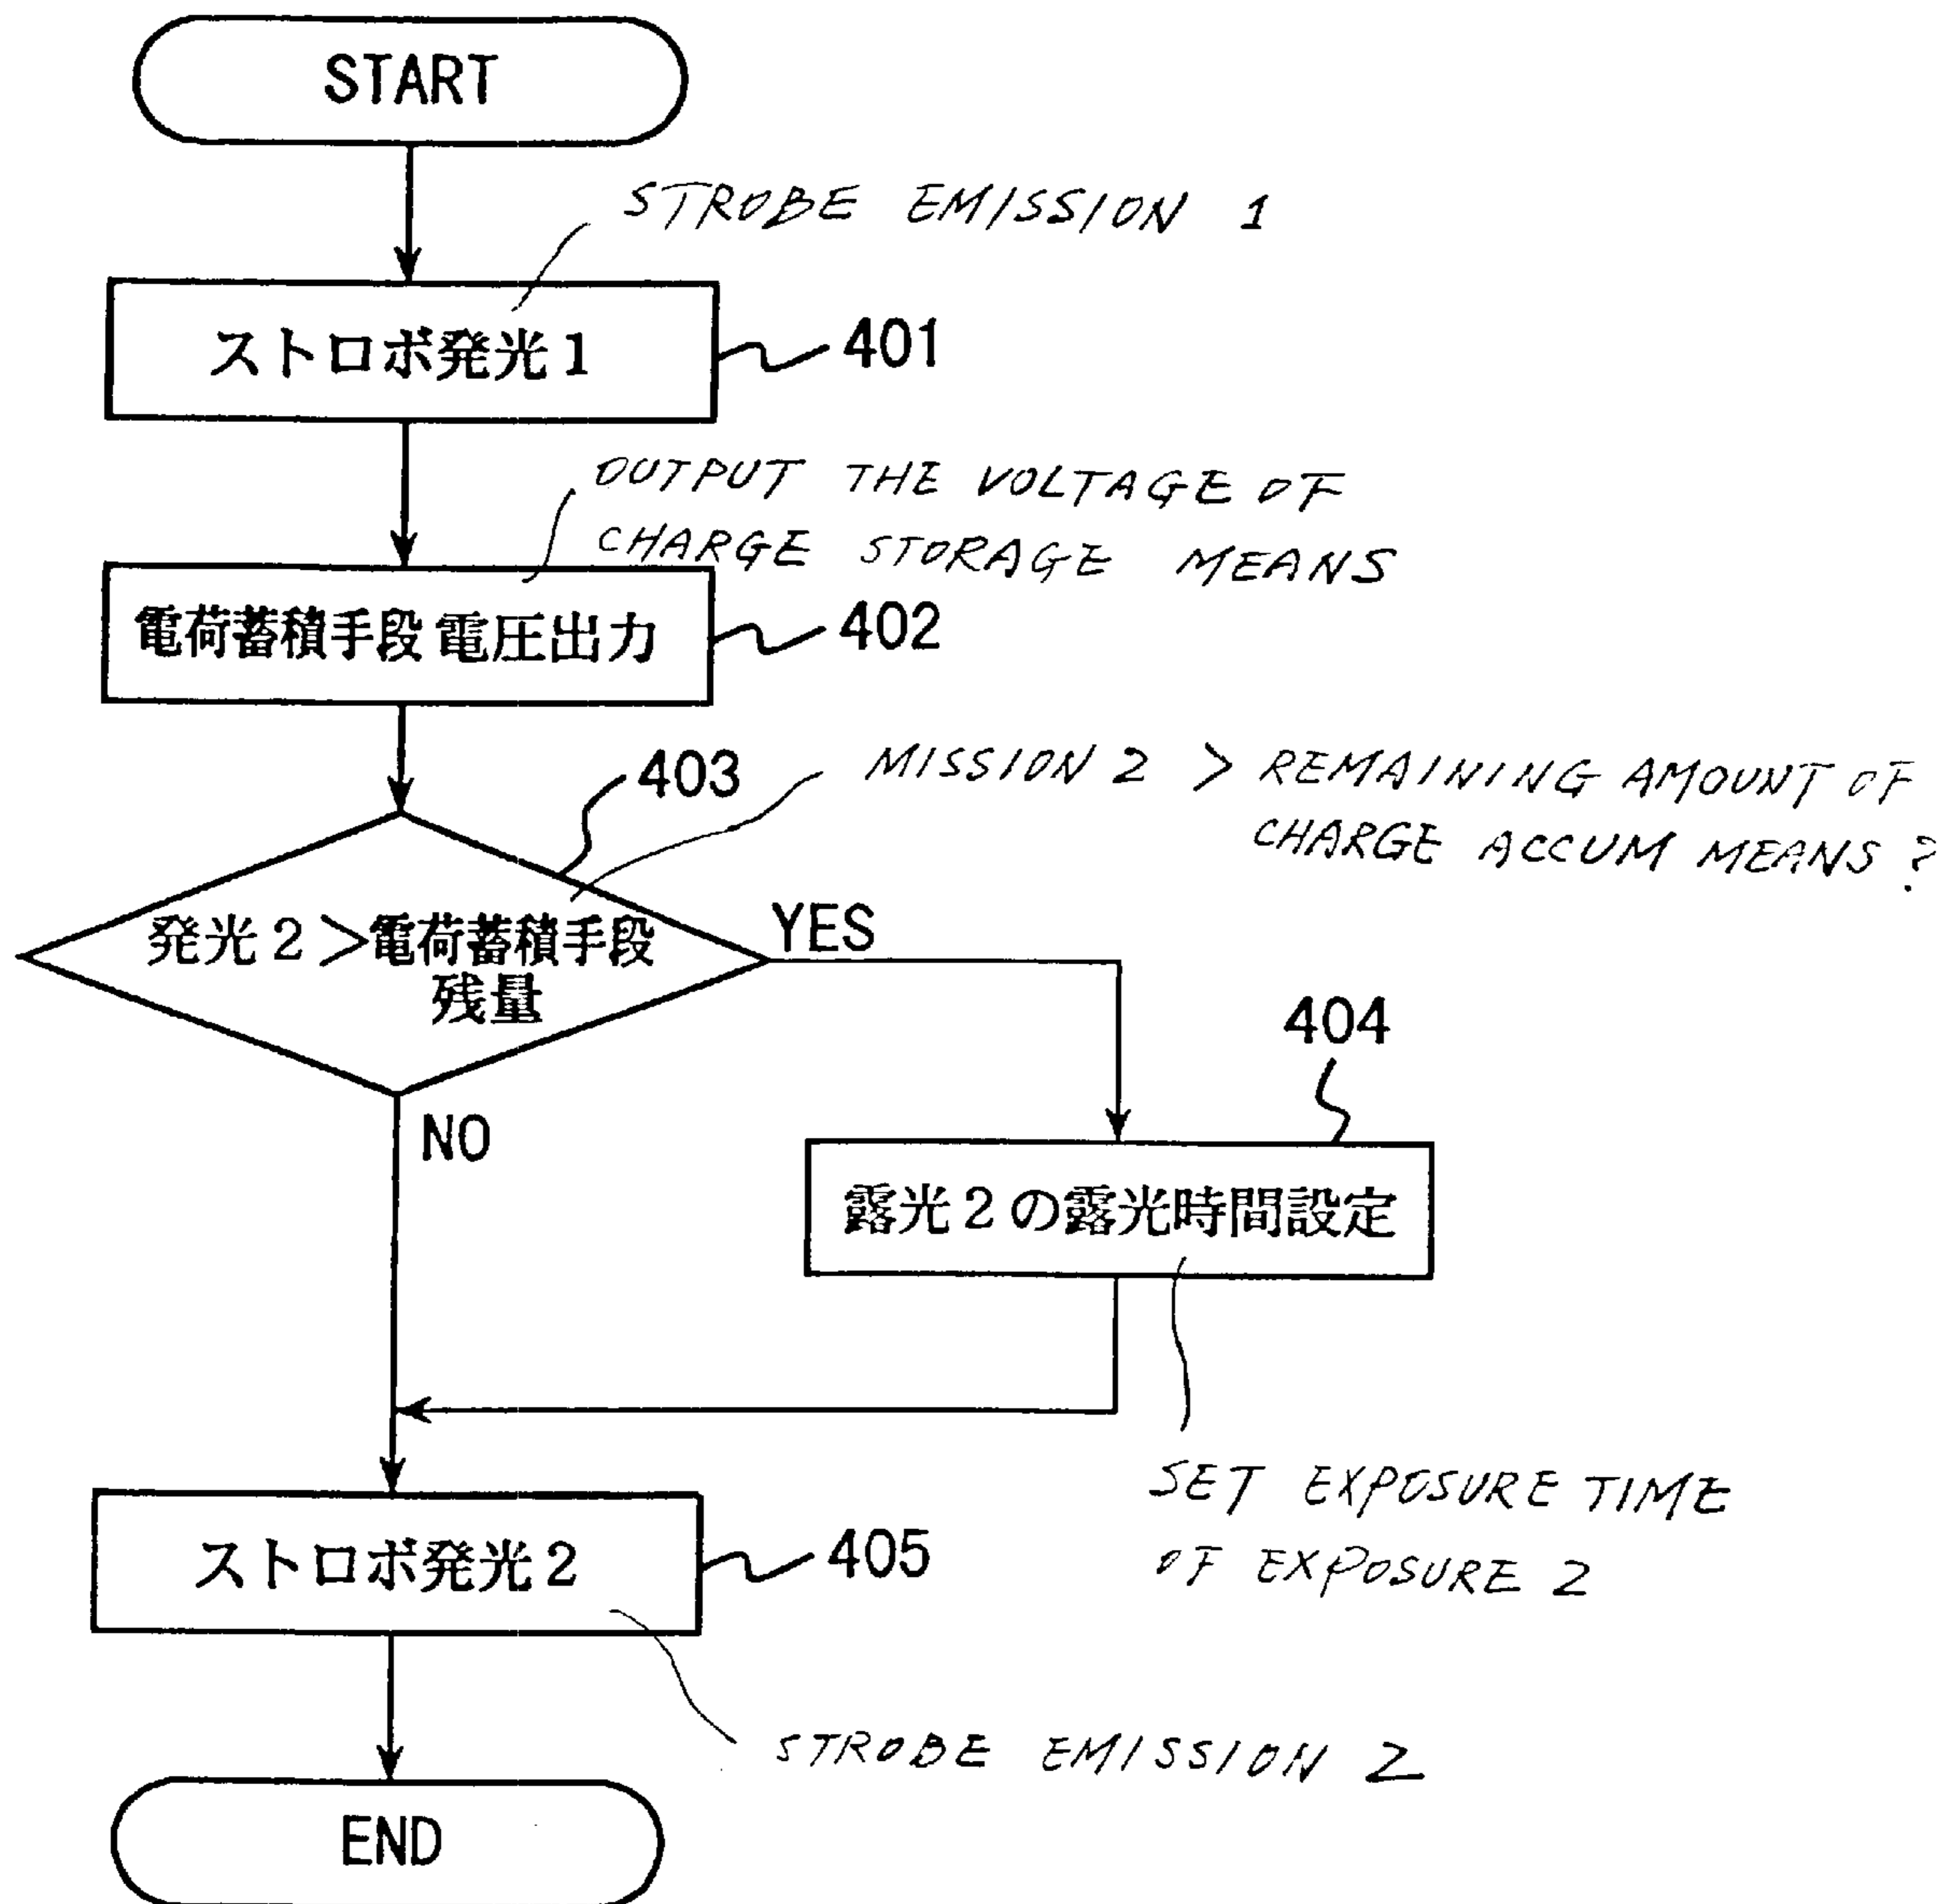 START
STROBE EMISSION 1
ストロボ発光1
401
OUTPUT THE VOLTAGE OF
CHARGE STORAGE MEANS
電荷蓄積手段電圧出力
402
403
MISSION 2 > REMAINING AMOUNT OF
CHARGE ACCUM MEANS?
発光2>電荷蓄積手段
残量
YES
NO
404
露光2の露光時間設定
SET EXPOSURE TIME
OF EXPOSURE 2
ストロボ発光2
405
STROBE EMISSION 2
END